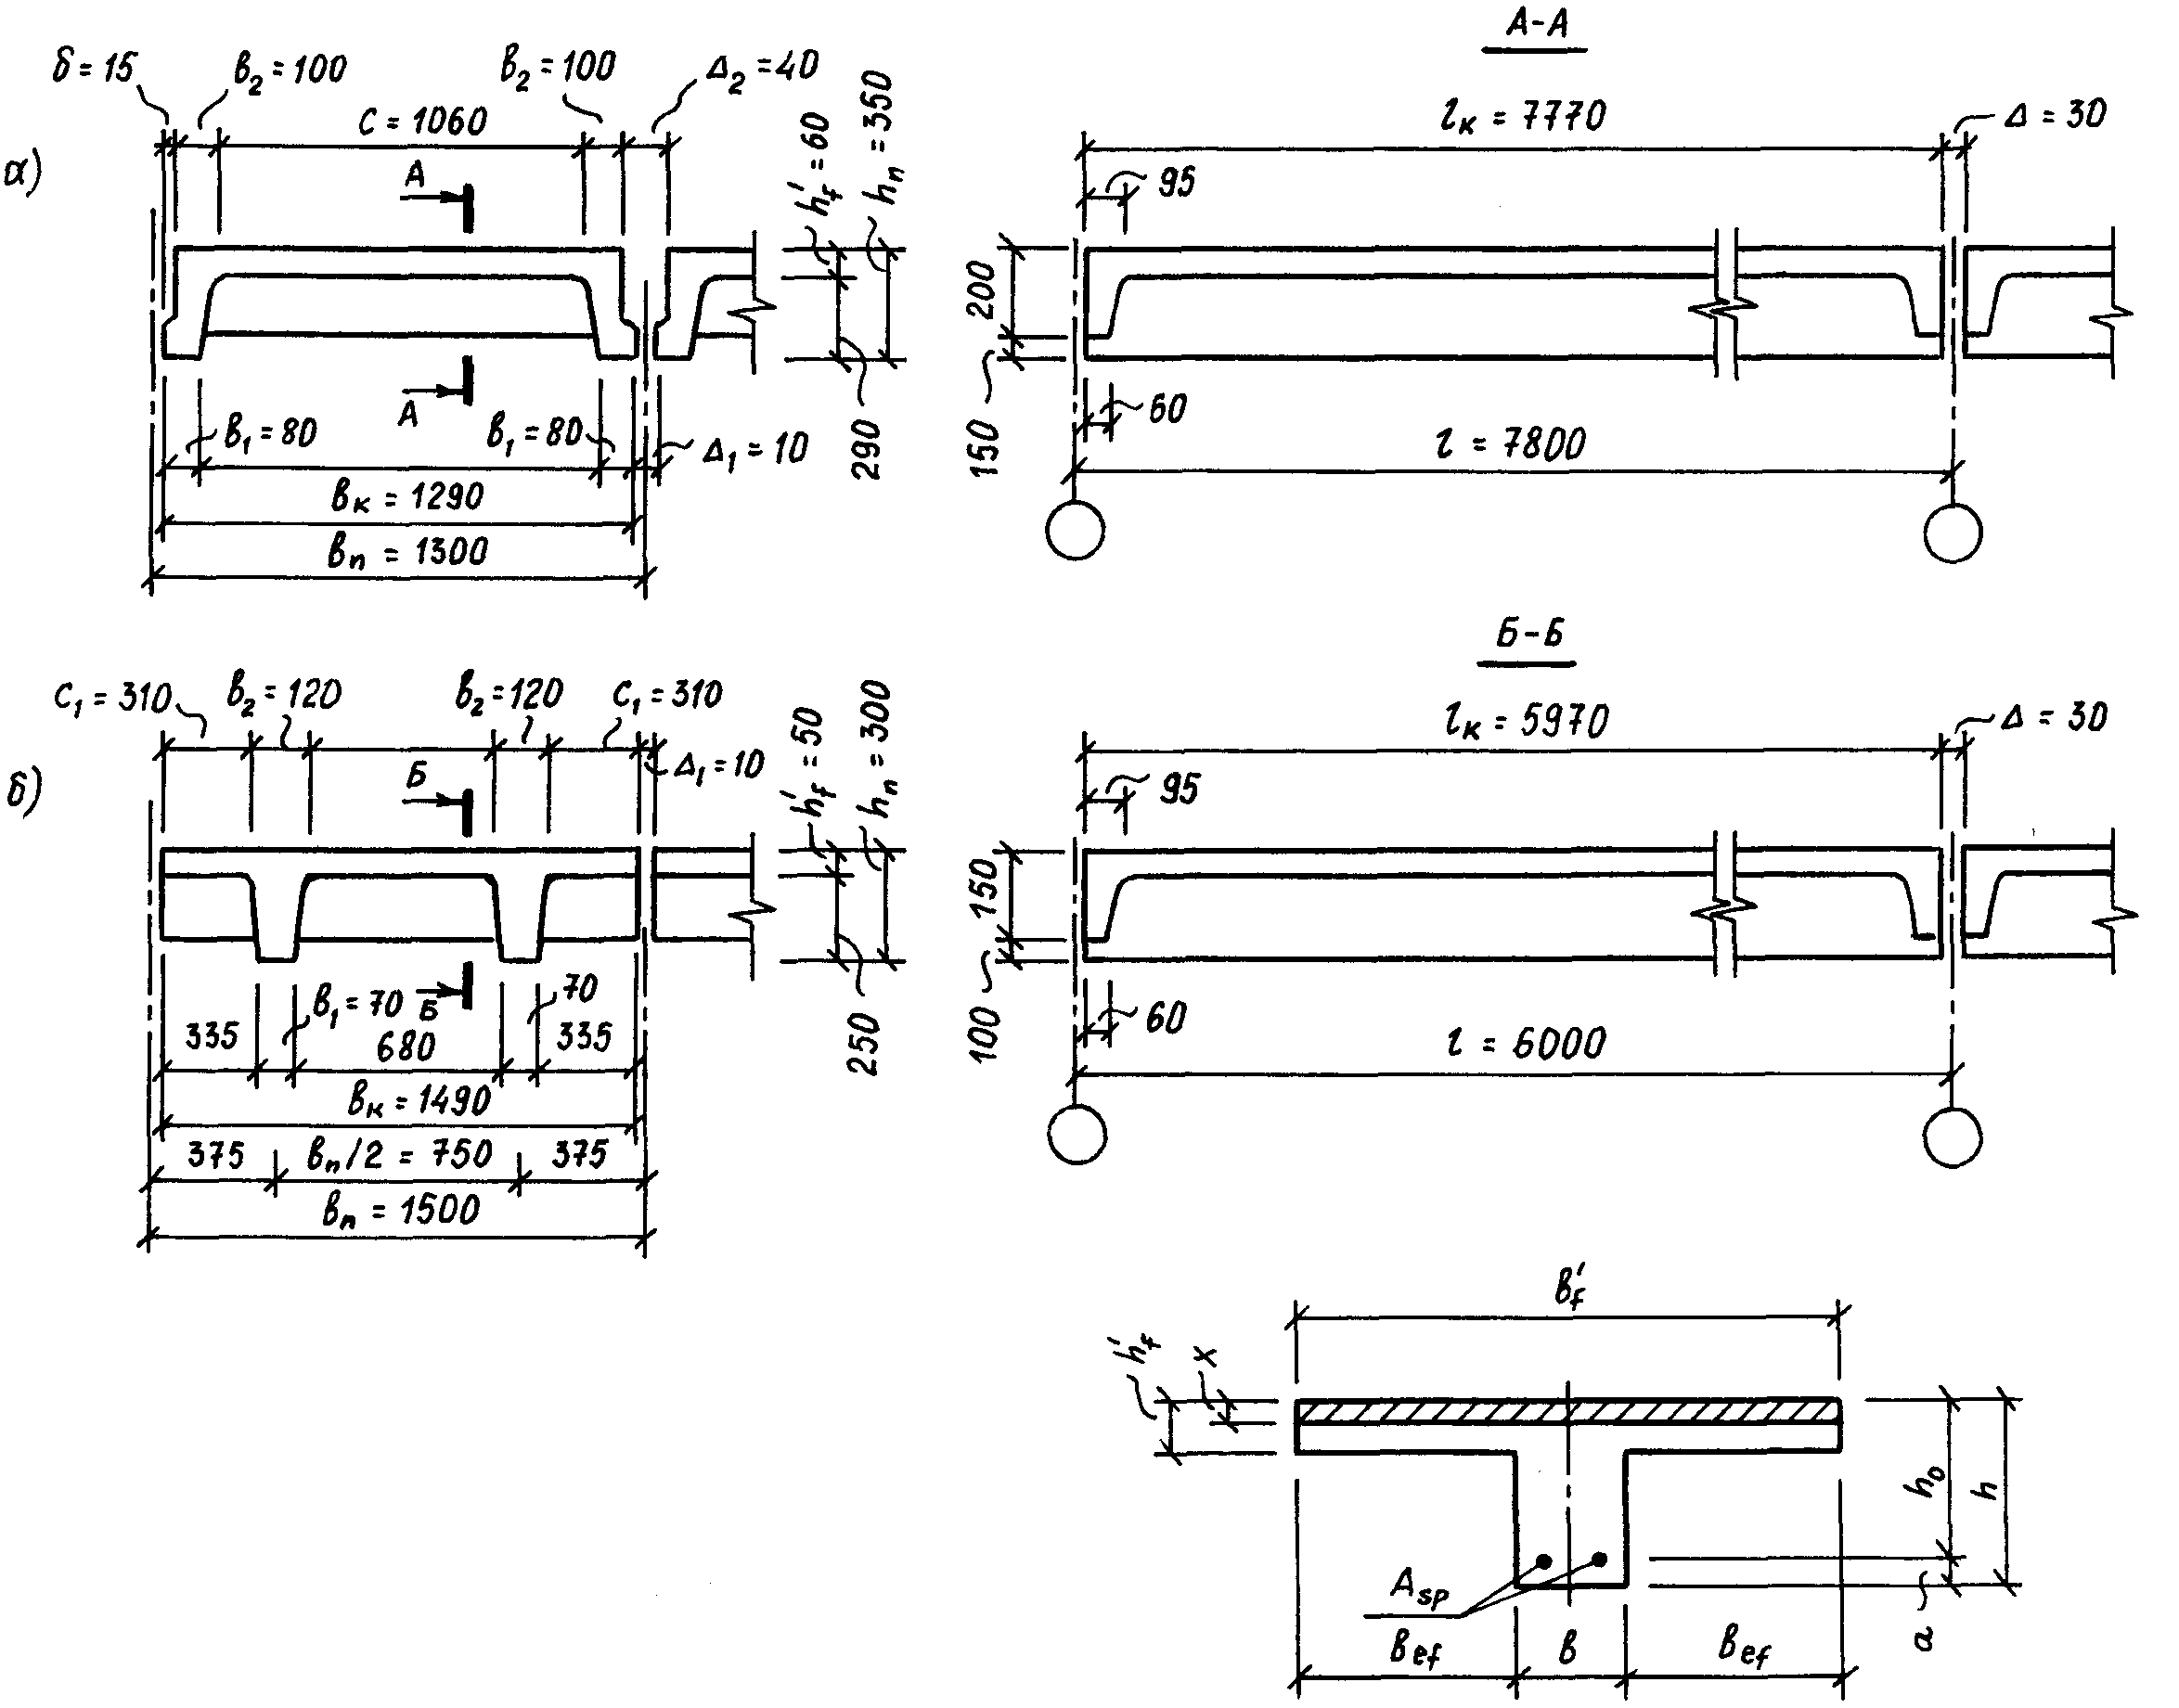 а)
δ = 15
в₂ = 100
в₂ = 100
Δ₂ = 40
с = 1060
h'f = 60
hп = 350
А
А
290
в₁ = 80
в₁ = 80
Δ₁ = 10
вк = 1290
вп = 1300
А-А
lк = 7770
Δ = 30
95
200
150
60
l = 7800
б)
с₁ = 310
в₂ = 120
в₂ = 120
с₁ = 310
Δ₁ = 10
h'f = 50
hп = 300
Б
Б
250
335
в₁ = 70
680
70
335
вк = 1490
375
вп/2 = 750
375
вп = 1500
Б-Б
lк = 5970
Δ = 30
95
150
100
60
l = 6000
в'f
h'f
x
h₀
h
a
Asp
вef
в
вef